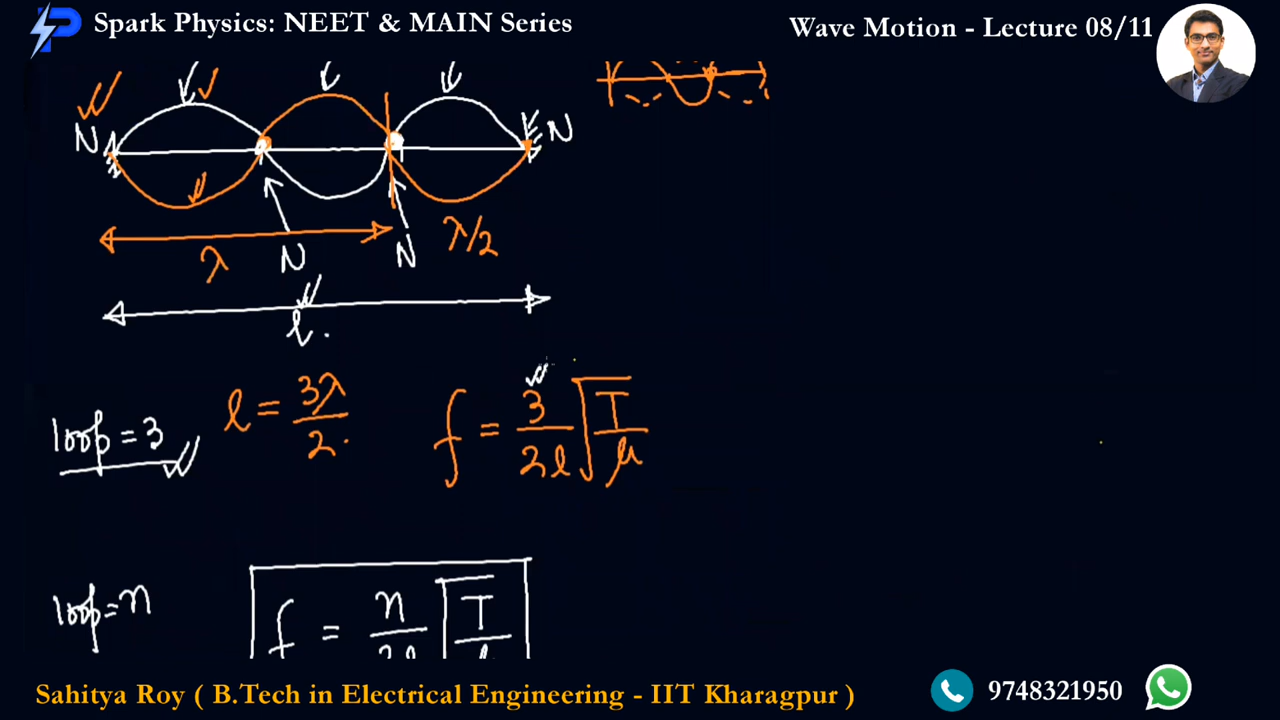 Spark Physics: NEET & MAIN Series
Wave Motion - Lecture 08/11
N
N
λ
N
N
λ/2
l.
loop = 3
l = 3λ/2.
f = 3/2l √T/μ
loop = n
f = n/2l √T/
Sahitya Roy ( B.Tech in Electrical Engineering - IIT Kharagpur )
9748321950